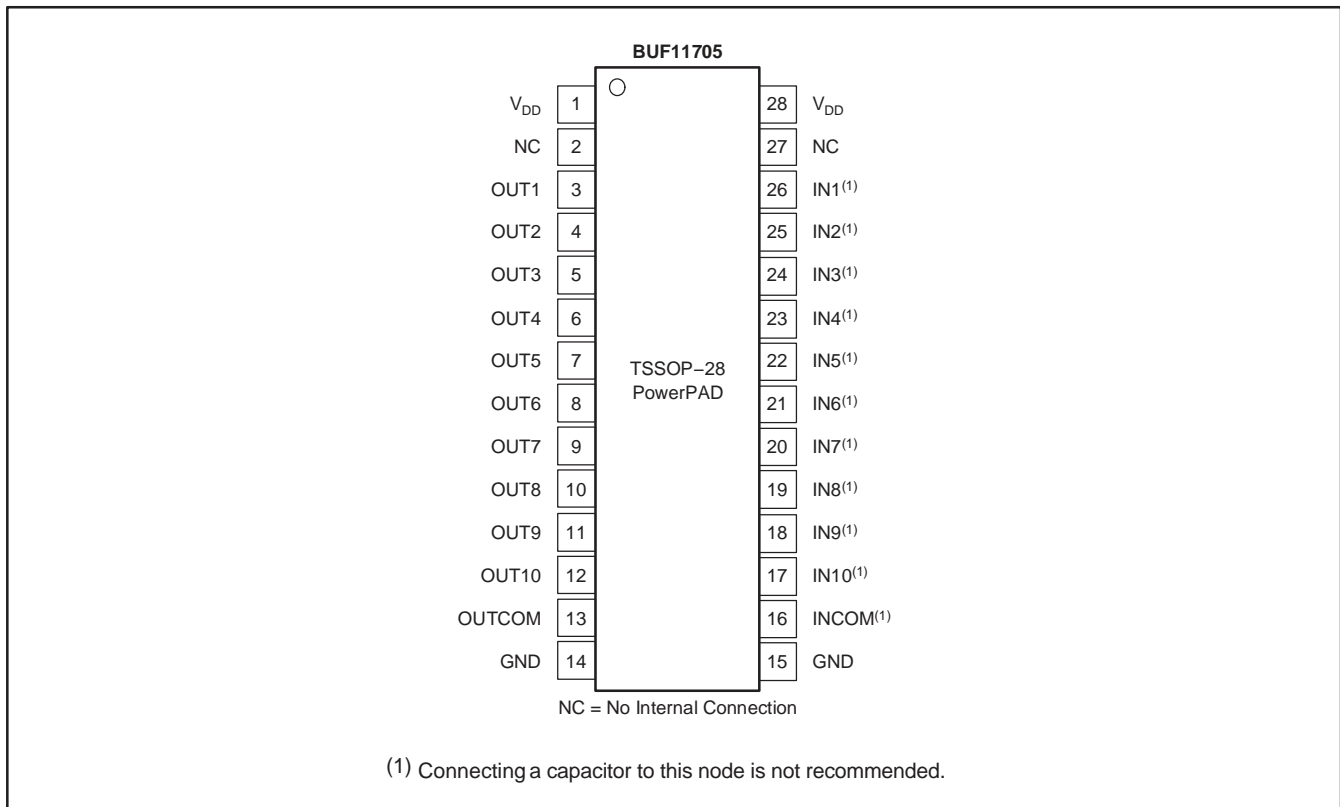 BUF11705
V_DD 1 28 V_DD
NC 2 27 NC
OUT1 3 26 IN1(1)
OUT2 4 25 IN2(1)
OUT3 5 24 IN3(1)
OUT4 6 23 IN4(1)
OUT5 7 22 IN5(1)
TSSOP−28
PowerPAD
OUT6 8 21 IN6(1)
OUT7 9 20 IN7(1)
OUT8 10 19 IN8(1)
OUT9 11 18 IN9(1)
OUT10 12 17 IN10(1)
OUTCOM 13 16 INCOM(1)
GND 14 15 GND
NC = No Internal Connection
(1) Connecting a capacitor to this node is not recommended.